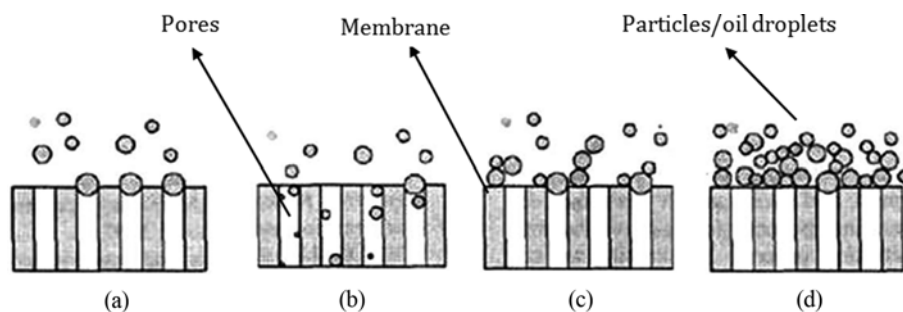 Pores
Membrane
Particles/oil droplets
(a)
(b)
(c)
(d)